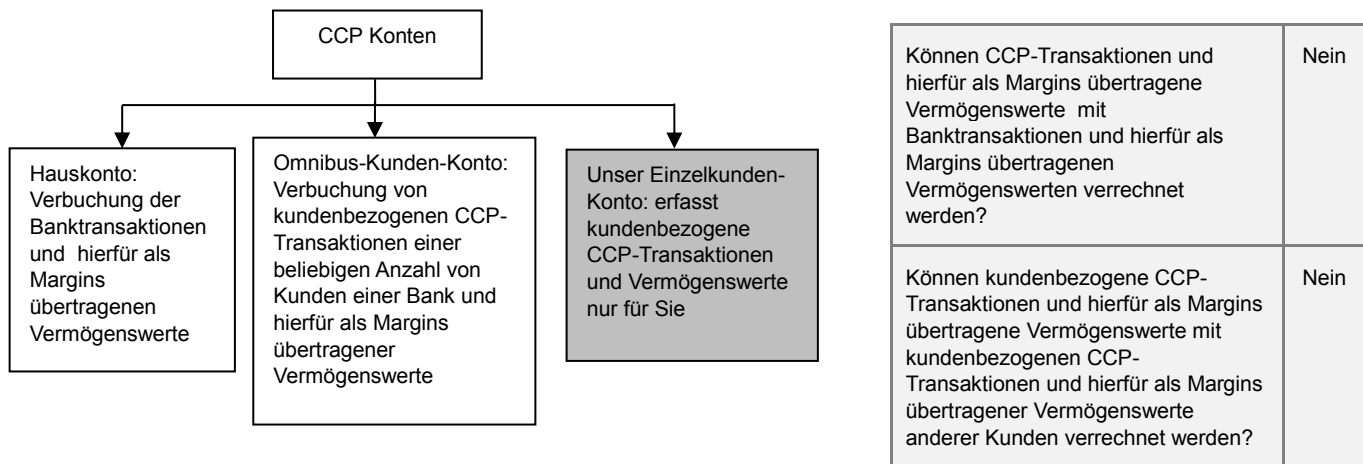 CCP Konten
Hauskonto:
Verbuchung der
Banktransaktionen
und hierfür als
Margins
übertragenen
Vermögenswerte
Omnibus-Kunden-Konto:
Verbuchung von
kundenbezogenen CCP-
Transaktionen einer
beliebigen Anzahl von
Kunden einer Bank und
hierfür als Margins
übertragener
Vermögenswerte
Unser Einzelkunden-
Konto: erfasst
kundenbezogene
CCP-Transaktionen
und Vermögenswerte
nur für Sie
Können CCP-Transaktionen und
hierfür als Margins übertragene
Vermögenswerte mit
Banktransaktionen und hierfür als
Margins übertragenen
Vermögenswerten verrechnet
werden?
Nein
Können kundenbezogene CCP-
Transaktionen und hierfür als Margins
übertragene Vermögenswerte mit
kundenbezogenen CCP-
Transaktionen und hierfür als Margins
übertragener Vermögenswerte
anderer Kunden verrechnet werden?
Nein